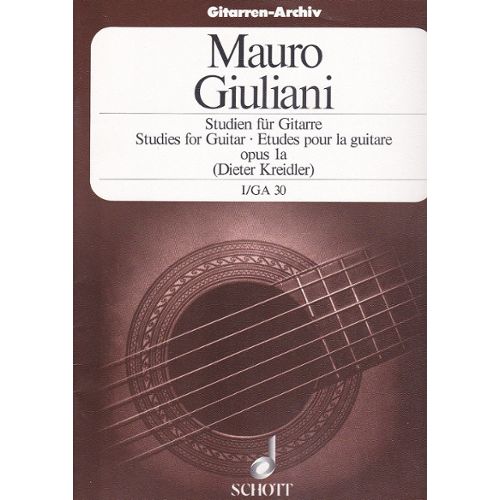 Gitarren-Archiv
Mauro
Giuliani
Studien für Gitarre
Studies for Guitar · Etudes pour la guitare
opus 1a
(Dieter Kreidler)
I/GA 30
SCHOTT